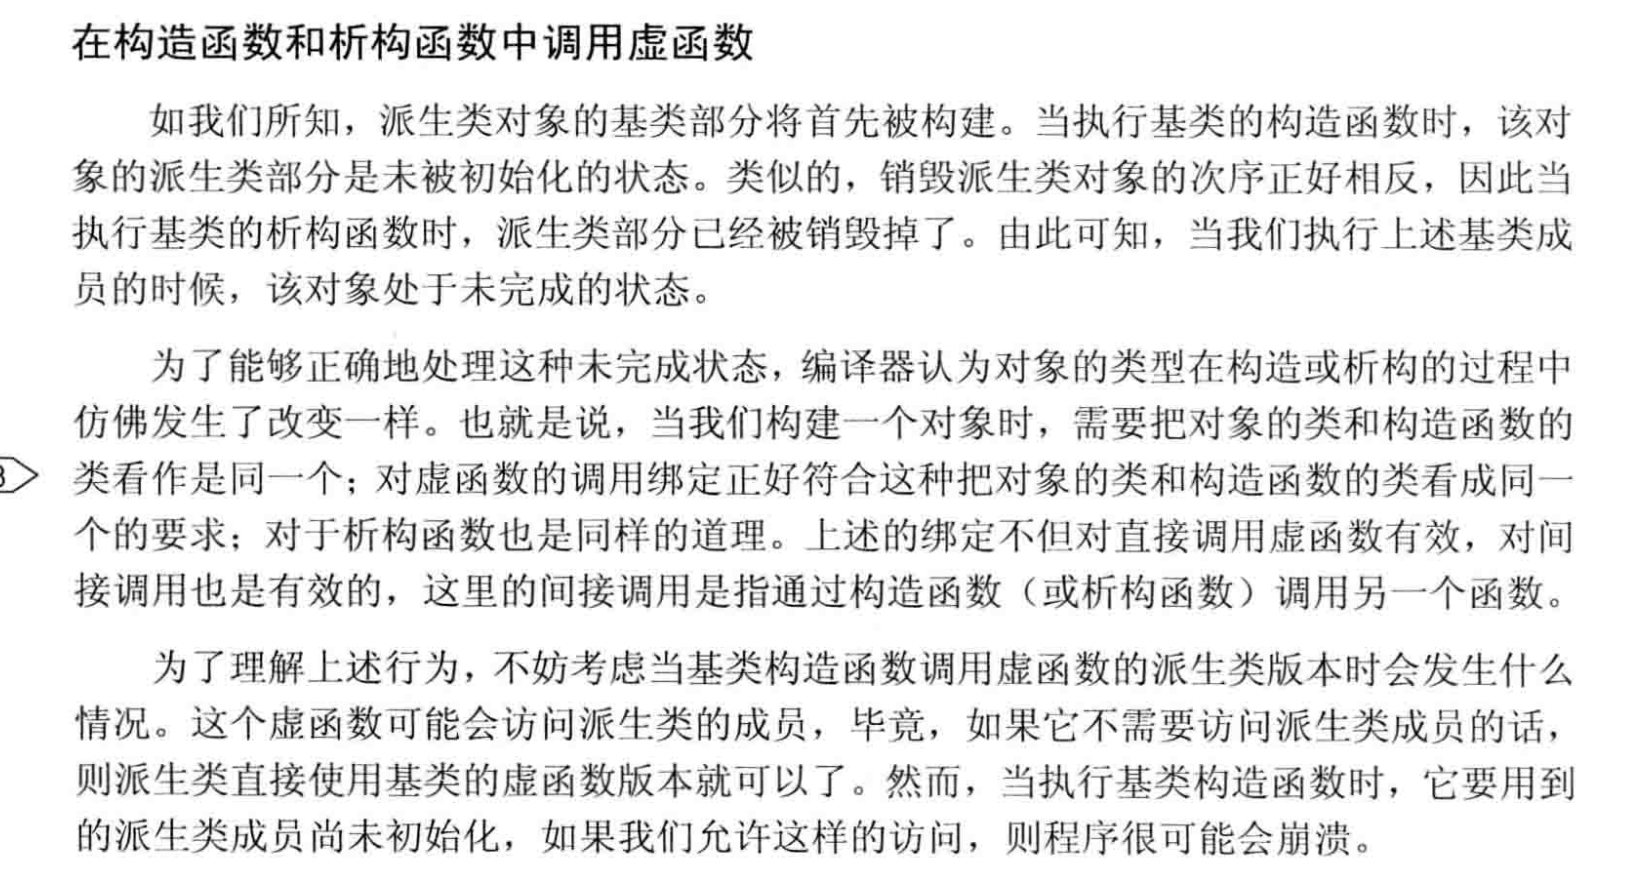 在构造函数和析构函数中调用虚函数
如我们所知，派生类对象的基类部分将首先被构建。当执行基类的构造函数时，该对
象的派生类部分是未被初始化的状态。类似的，销毁派生类对象的次序正好相反，因此当
执行基类的析构函数时，派生类部分已经被销毁掉了。由此可知，当我们执行上述基类成
员的时候，该对象处于未完成的状态。
为了能够正确地处理这种未完成状态，编译器认为对象的类型在构造或析构的过程中
仿佛发生了改变一样。也就是说，当我们构建一个对象时，需要把对象的类和构造函数的
类看作是同一个；对虚函数的调用绑定正好符合这种把对象的类和构造函数的类看成同一
个的要求；对于析构函数也是同样的道理。上述的绑定不但对直接调用虚函数有效，对间
接调用也是有效的，这里的间接调用是指通过构造函数（或析构函数）调用另一个函数。
为了理解上述行为，不妨考虑当基类构造函数调用虚函数的派生类版本时会发生什么
情况。这个虚函数可能会访问派生类的成员，毕竟，如果它不需要访问派生类成员的话，
则派生类直接使用基类的虚函数版本就可以了。然而，当执行基类构造函数时，它要用到
的派生类成员尚未初始化，如果我们允许这样的访问，则程序很可能会崩溃。